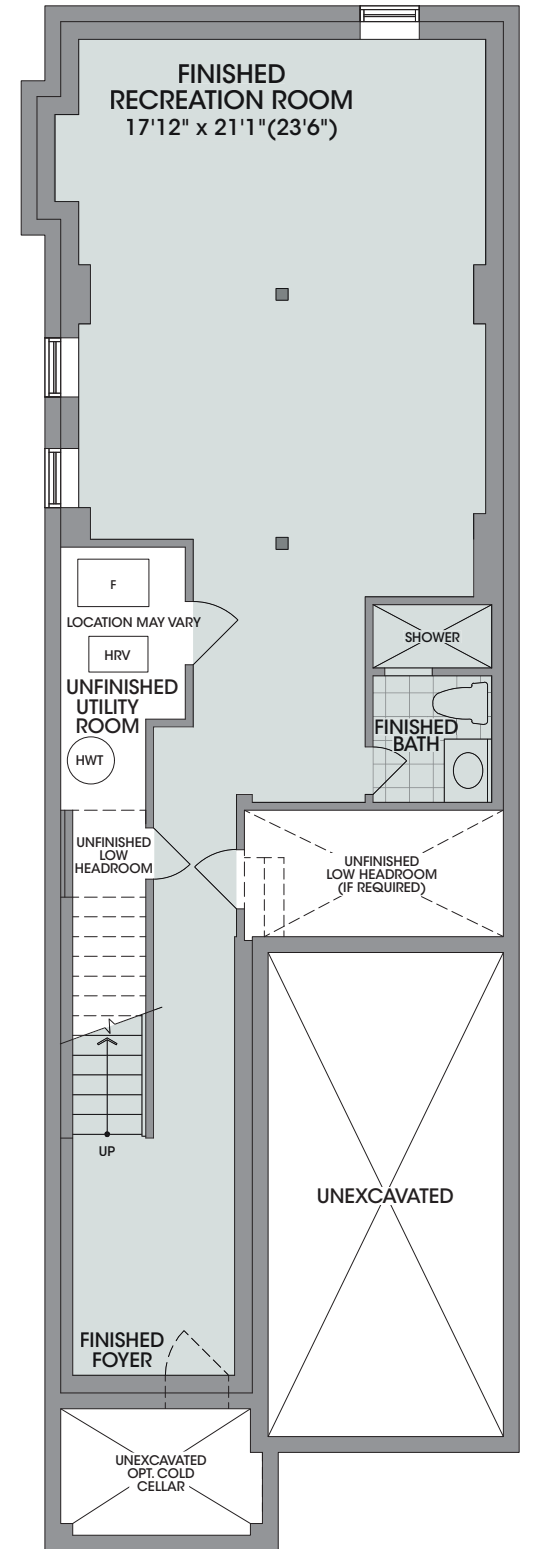 FINISHED
RECREATION ROOM
17'12" x 21'1"(23'6")
F
LOCATION MAY VARY
HRV
UNFINISHED
UTILITY
ROOM
HWT
SHOWER
FINISHED
BATH
UNFINISHED
LOW
HEADROOM
UNFINISHED
LOW HEADROOM
(IF REQUIRED)
UP
UNEXCAVATED
FINISHED
FOYER
UNEXCAVATED
OPT. COLD
CELLAR